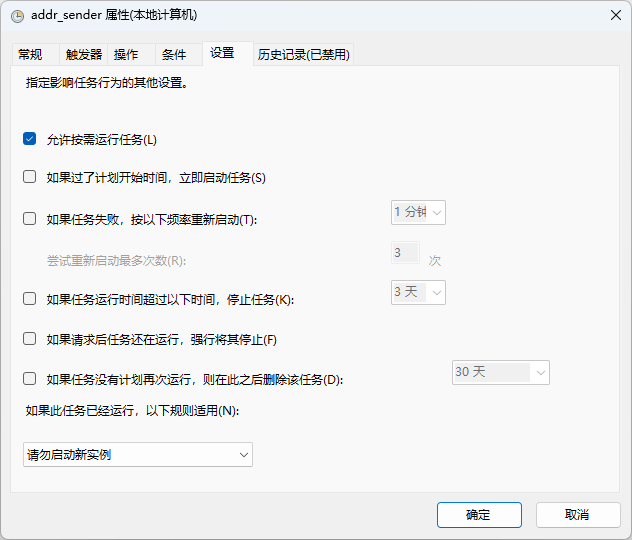 addr_sender 属性(本地计算机)
常规 触发器 操作 条件 设置 历史记录(已禁用)
指定影响任务行为的其他设置。
允许按需运行任务(L)
如果过了计划开始时间，立即启动任务(S)
如果任务失败，按以下频率重新启动(T): 1 分钟
尝试重新启动最多次数(R): 3 次
如果任务运行时间超过以下时间，停止任务(K): 3 天
如果请求后任务还在运行，强行将其停止(F)
如果任务没有计划再次运行，则在此之后删除该任务(D): 30 天
如果此任务已经运行，以下规则适用(N):
请勿启动新实例
确定 取消